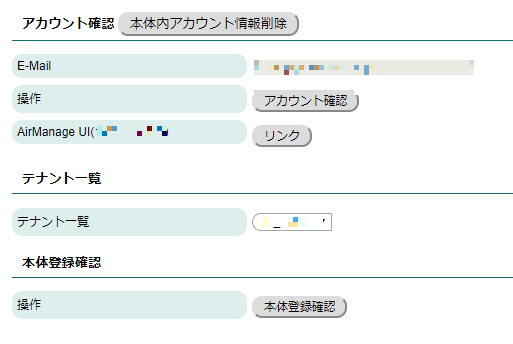 アカウント確認 本体内アカウント情報削除
E-Mail
操作 アカウント確認
AirManage UI( リンク
テナント一覧
テナント一覧
本体登録確認
操作 本体登録確認